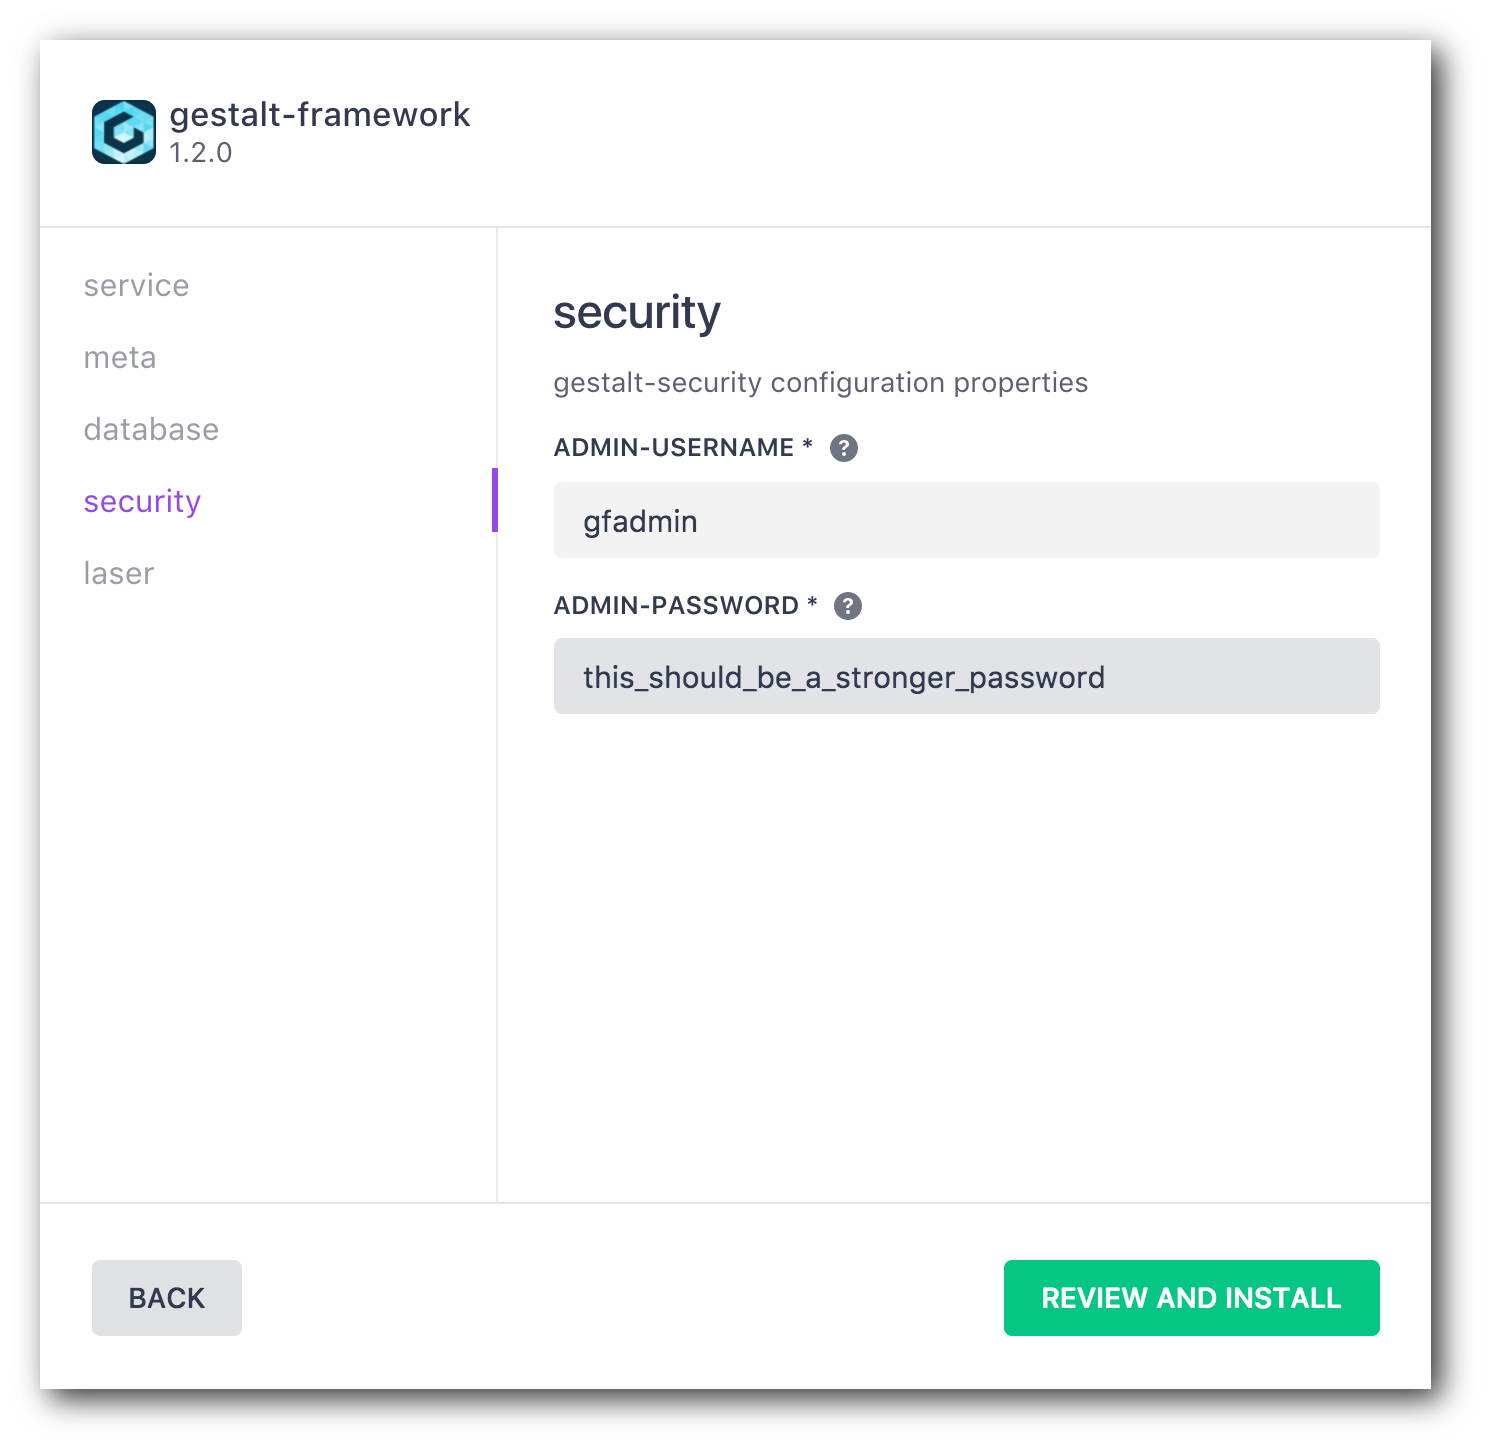 gestalt-framework
1.2.0
service
meta
database
security
laser
security
gestalt-security configuration properties
ADMIN-USERNAME * ?
gfadmin
ADMIN-PASSWORD * ?
this_should_be_a_stronger_password
BACK
REVIEW AND INSTALL